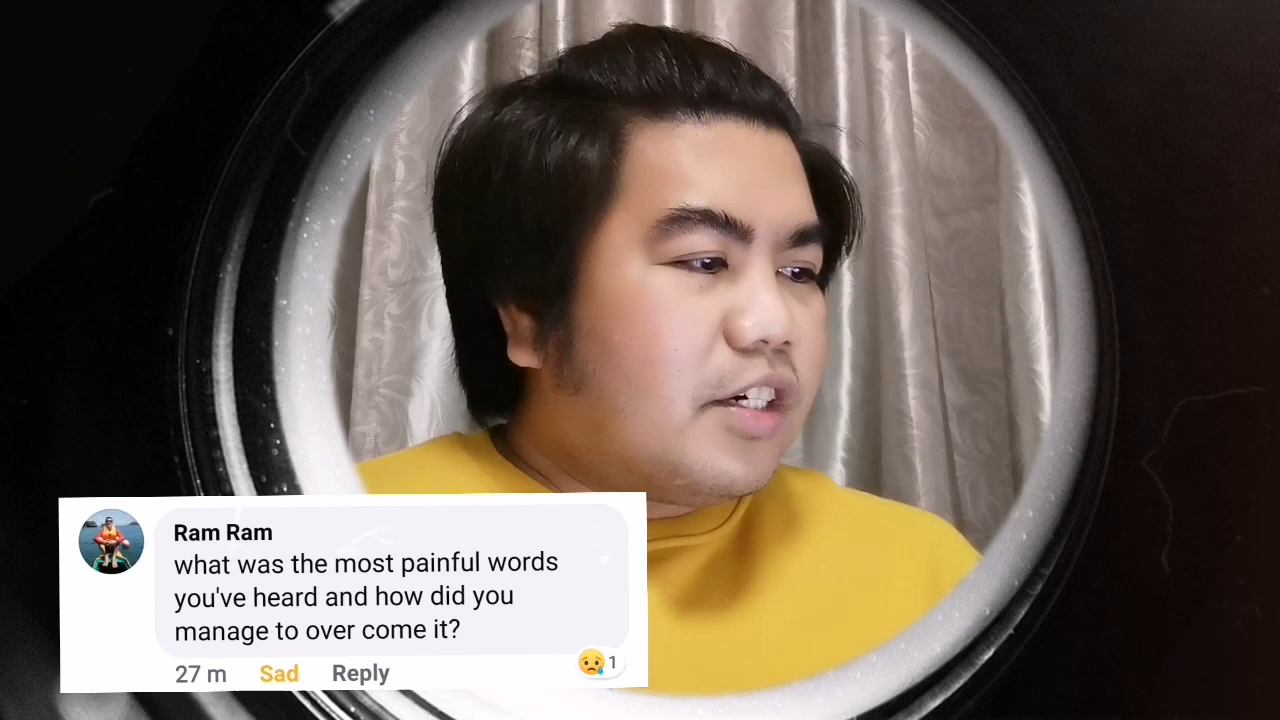 Ram Ram
what was the most painful words
you've heard and how did you
manage to over come it?
27 m Sad Reply
1